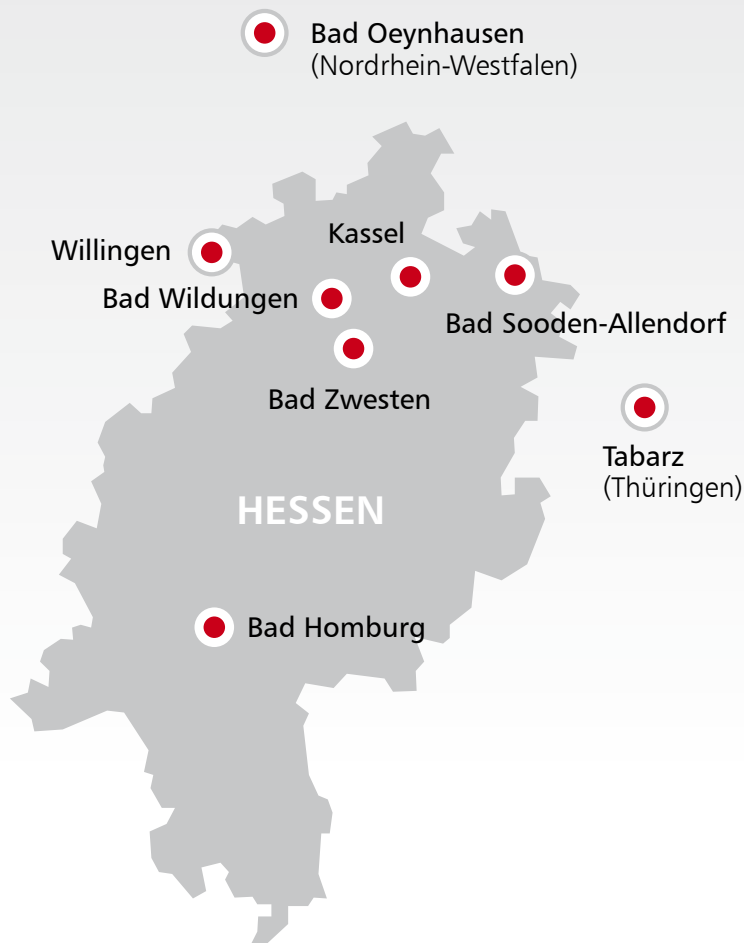 Bad Oeynhausen
(Nordrhein-Westfalen)
Kassel
Willingen
Bad Wildungen
Bad Sooden-Allendorf
Bad Zwesten
Tabarz
(Thüringen)
HESSEN
Bad Homburg